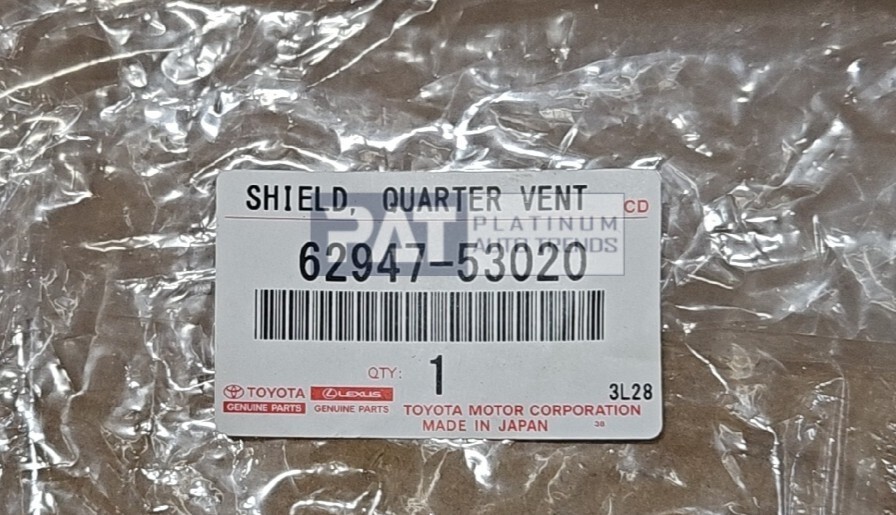 SHIELD, QUARTER VENT
CD
PAT PLATINUM
AUTO TRENDS
62947-53020
QTY: 1
3L28
TOYOTA LEXUS
GENUINE PARTS GENUINE PARTS
TOYOTA MOTOR CORPORATION
MADE IN JAPAN 38